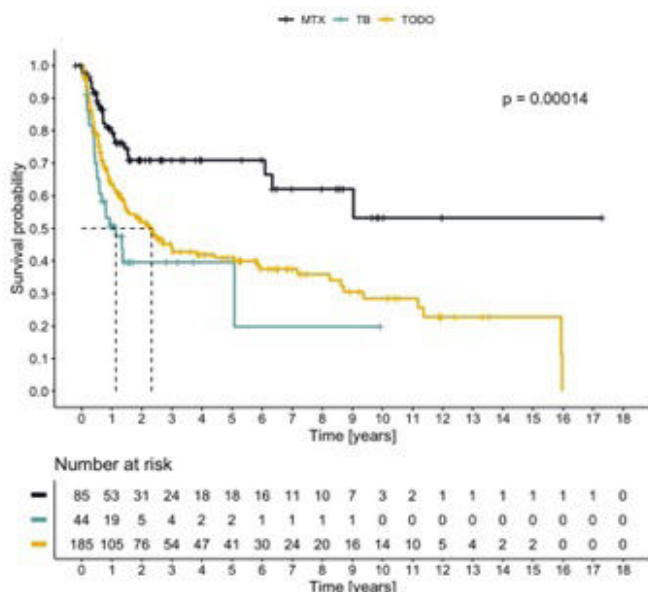 MTX TB TODO
p = 0.00014
Survival probability
1.0
0.9
0.8
0.7
0.6
0.5
0.4
0.3
0.2
0.1
0.0
0 1 2 3 4 5 6 7 8 9 10 11 12 13 14 15 16 17 18
Time [years]
Number at risk
85 53 31 24 18 18 16 11 10 7 3 2 1 1 1 1 1 1 0
44 19 5 4 2 2 1 1 1 1 0 0 0 0 0 0 0 0 0
185 105 76 54 47 41 30 24 20 16 14 10 5 4 2 2 0 0 0
0 1 2 3 4 5 6 7 8 9 10 11 12 13 14 15 16 17 18
Time [years]